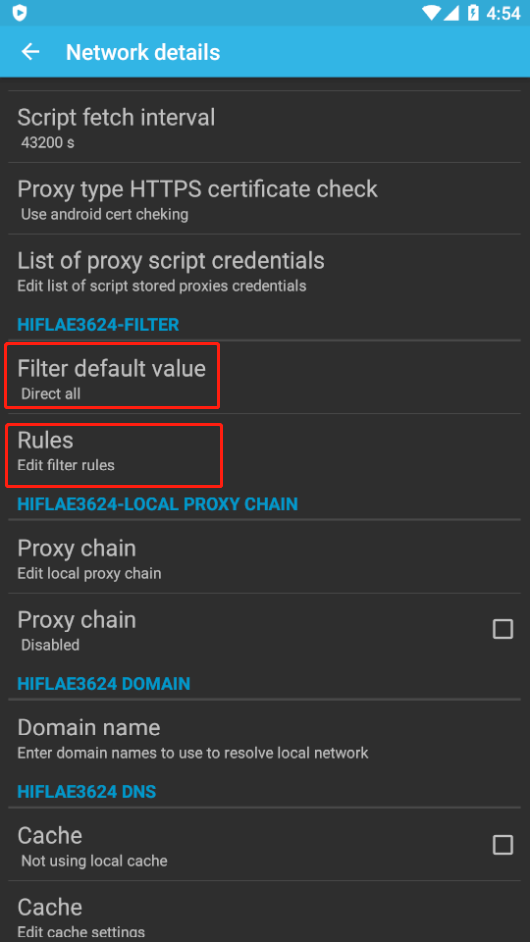 4:54
Network details
Script fetch interval
43200 s
Proxy type HTTPS certificate check
Use android cert cheking
List of proxy script credentials
Edit list of script stored proxies credentials
HIFLAE3624-FILTER
Filter default value
Direct all
Rules
Edit filter rules
HIFLAE3624-LOCAL PROXY CHAIN
Proxy chain
Edit local proxy chain
Proxy chain
Disabled
HIFLAE3624 DOMAIN
Domain name
Enter domain names to use to resolve local network
HIFLAE3624 DNS
Cache
Not using local cache
Cache
Edit cache settings